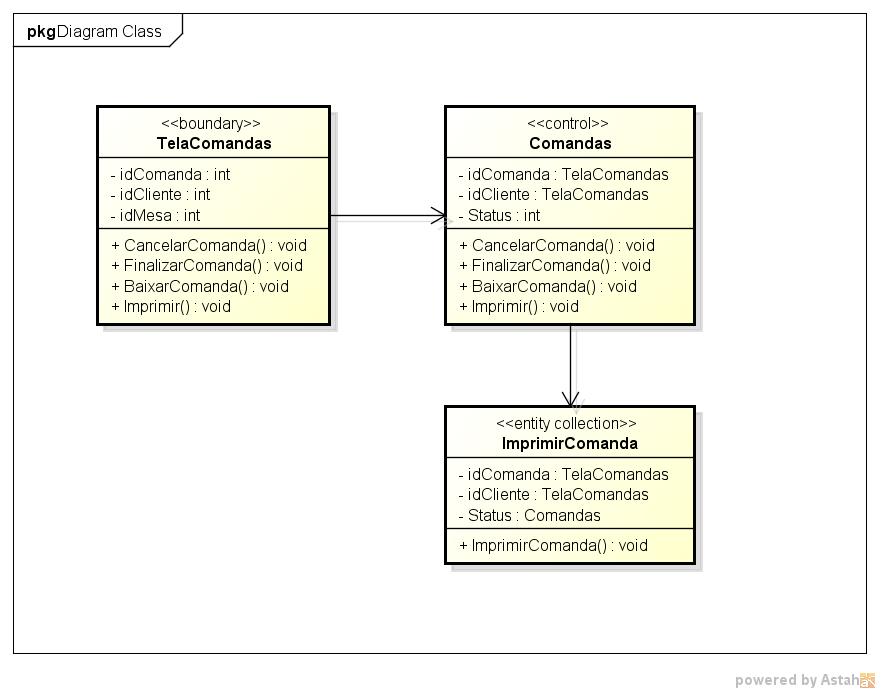 pkg Diagram Class
<<boundary>>
TelaComandas
- idComanda : int
- idCliente : int
- idMesa : int
+ CancelarComanda() : void
+ FinalizarComanda() : void
+ BaixarComanda() : void
+ Imprimir() : void
<<control>>
Comandas
- idComanda : TelaComandas
- idCliente : TelaComandas
- Status : int
+ CancelarComanda() : void
+ FinalizarComanda() : void
+ BaixarComanda() : void
+ Imprimir() : void
<<entity collection>>
ImprimirComanda
- idComanda : TelaComandas
- idCliente : TelaComandas
- Status : Comandas
+ ImprimirComanda() : void
powered by Astah